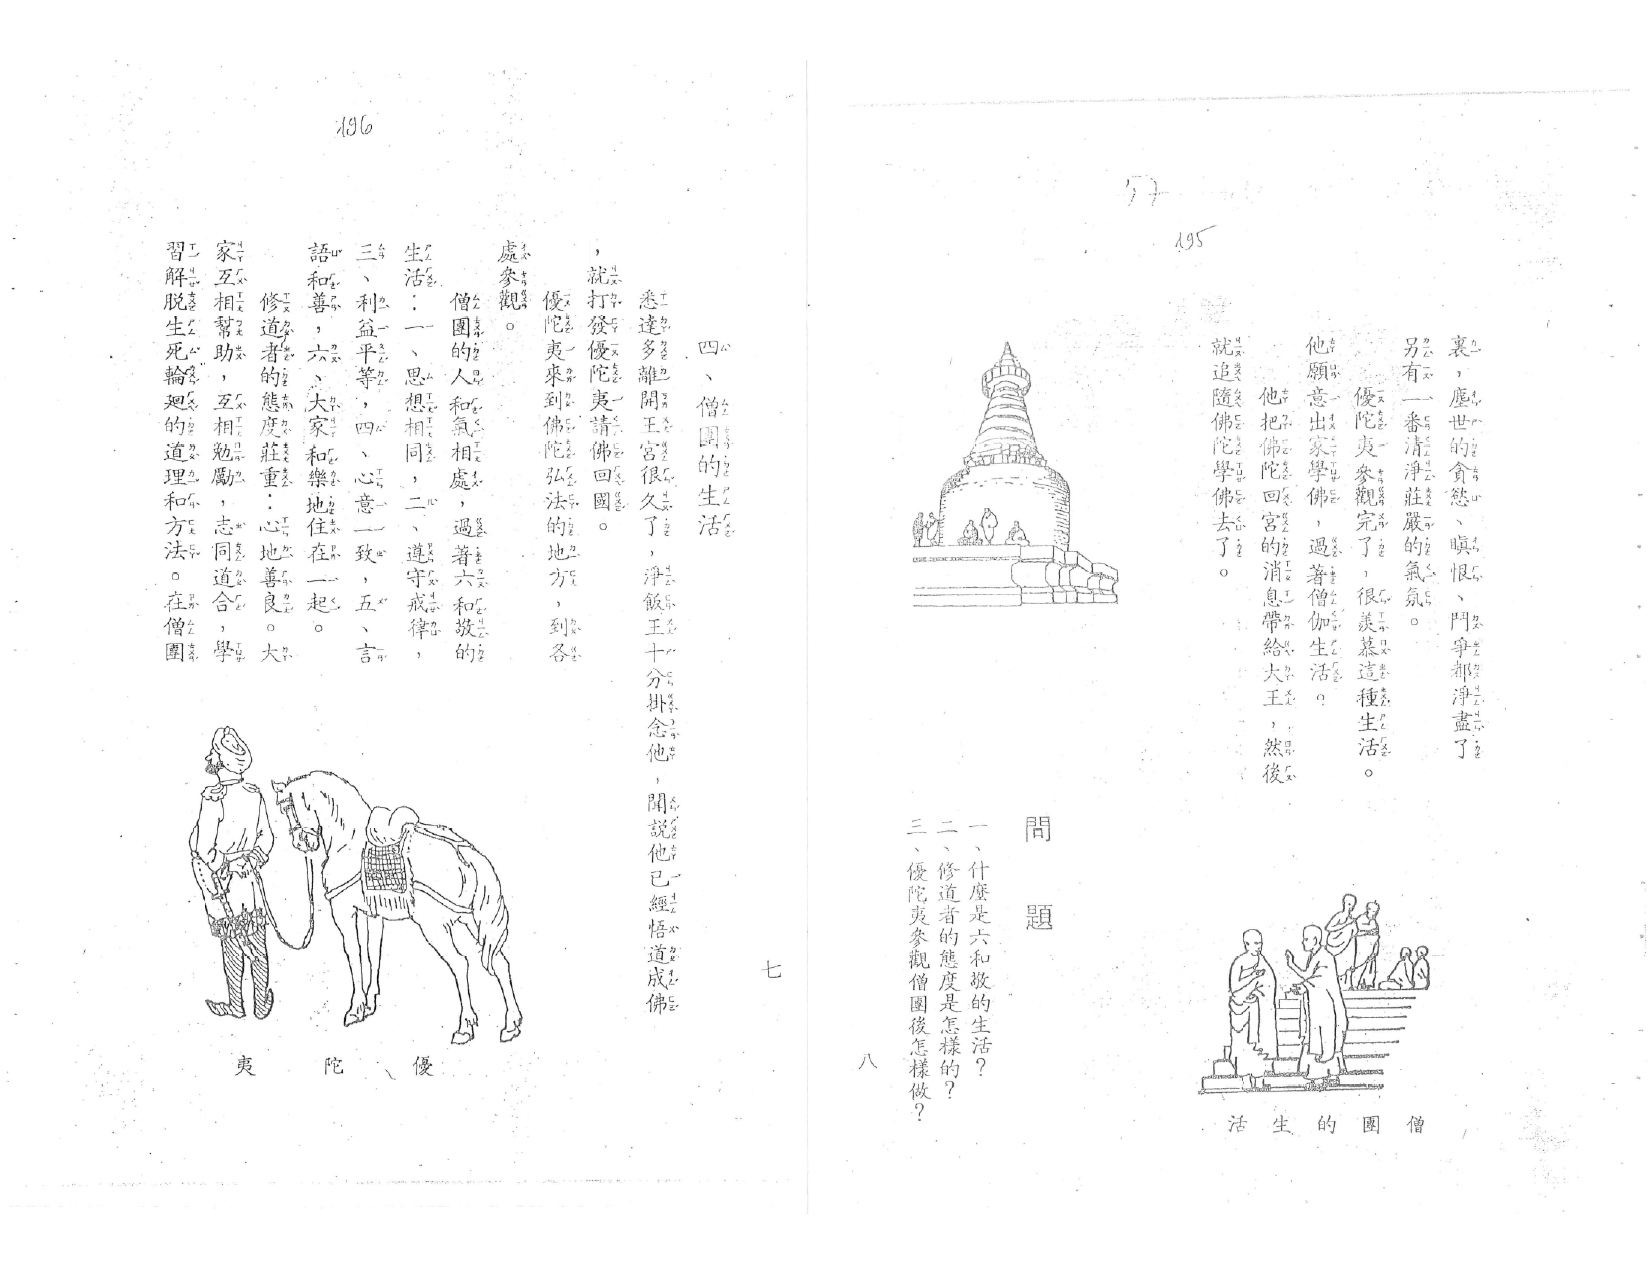 196
四、僧團的生活
悉達多離開王宮很久了，淨飯王十分掛念他，聞說他已經悟道成佛
，就打發優陀夷請佛回國。
優陀夷來到佛陀弘法的地方，到各
處參觀。
僧團的人和氣相處，過著六和敬的
生活：一、思想相同，二、遵守戒律，
三、利益平等，四、心意一致，五、言
語和善，六、大家和樂地住在一起。
修道者的態度莊重：心地善良。大
家互相幫助，互相勉勵，志同道合，學
習解脫生死輪廻的道理和方法。在僧團
優陀夷
七
195
裏，塵世的貪慾、瞋恨、鬥爭都淨盡了
另有一番清淨莊嚴的氣氛。
優陀夷參觀完了，很羨慕這種生活。
他願意出家學佛，過著僧伽生活。
他把佛陀回宮的消息帶給大王，然後
就追隨佛陀學佛去了。
僧團的生活
問題
一、什麼是六和敬的生活？
二、修道者的態度是怎樣的？
三、優陀夷參觀僧團後怎樣做？
八